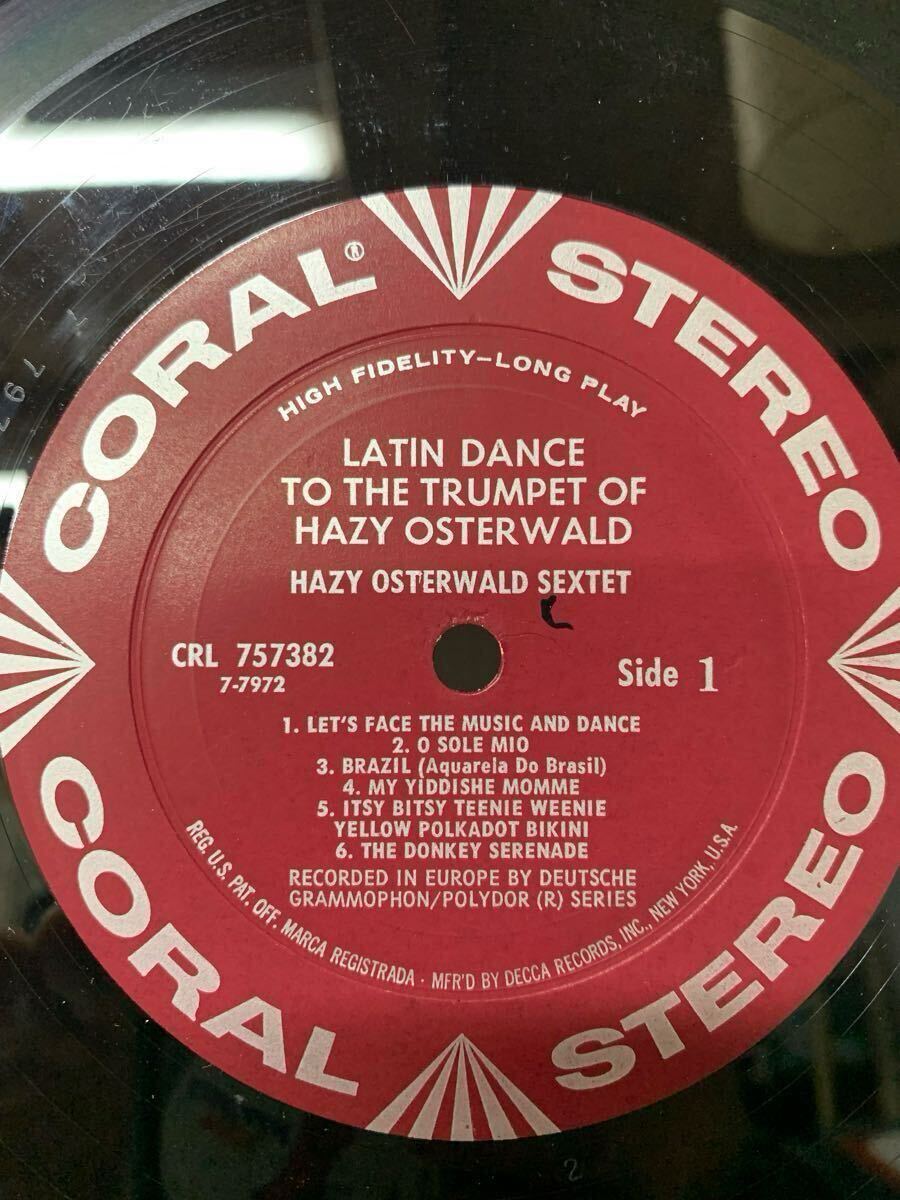 CORAL®
STEREO
HIGH FIDELITY–LONG PLAY
LATIN DANCE
TO THE TRUMPET OF
HAZY OSTERWALD
HAZY OSTERWALD SEXTET
CRL 757382
7-7972
Side 1
1. LET'S FACE THE MUSIC AND DANCE
2. O SOLE MIO
3. BRAZIL (Aquarela Do Brasil)
4. MY YIDDISHE MOMME
5. ITSY BITSY TEENIE WEENIE
YELLOW POLKADOT BIKINI
6. THE DONKEY SERENADE
RECORDED IN EUROPE BY DEUTSCHE
GRAMMOPHON/POLYDOR (R) SERIES
REG. U.S. PAT. OFF. MARCA REGISTRADA · MFR'D BY DECCA RECORDS, INC., NEW YORK, U.S.A.
CORAL
STEREO